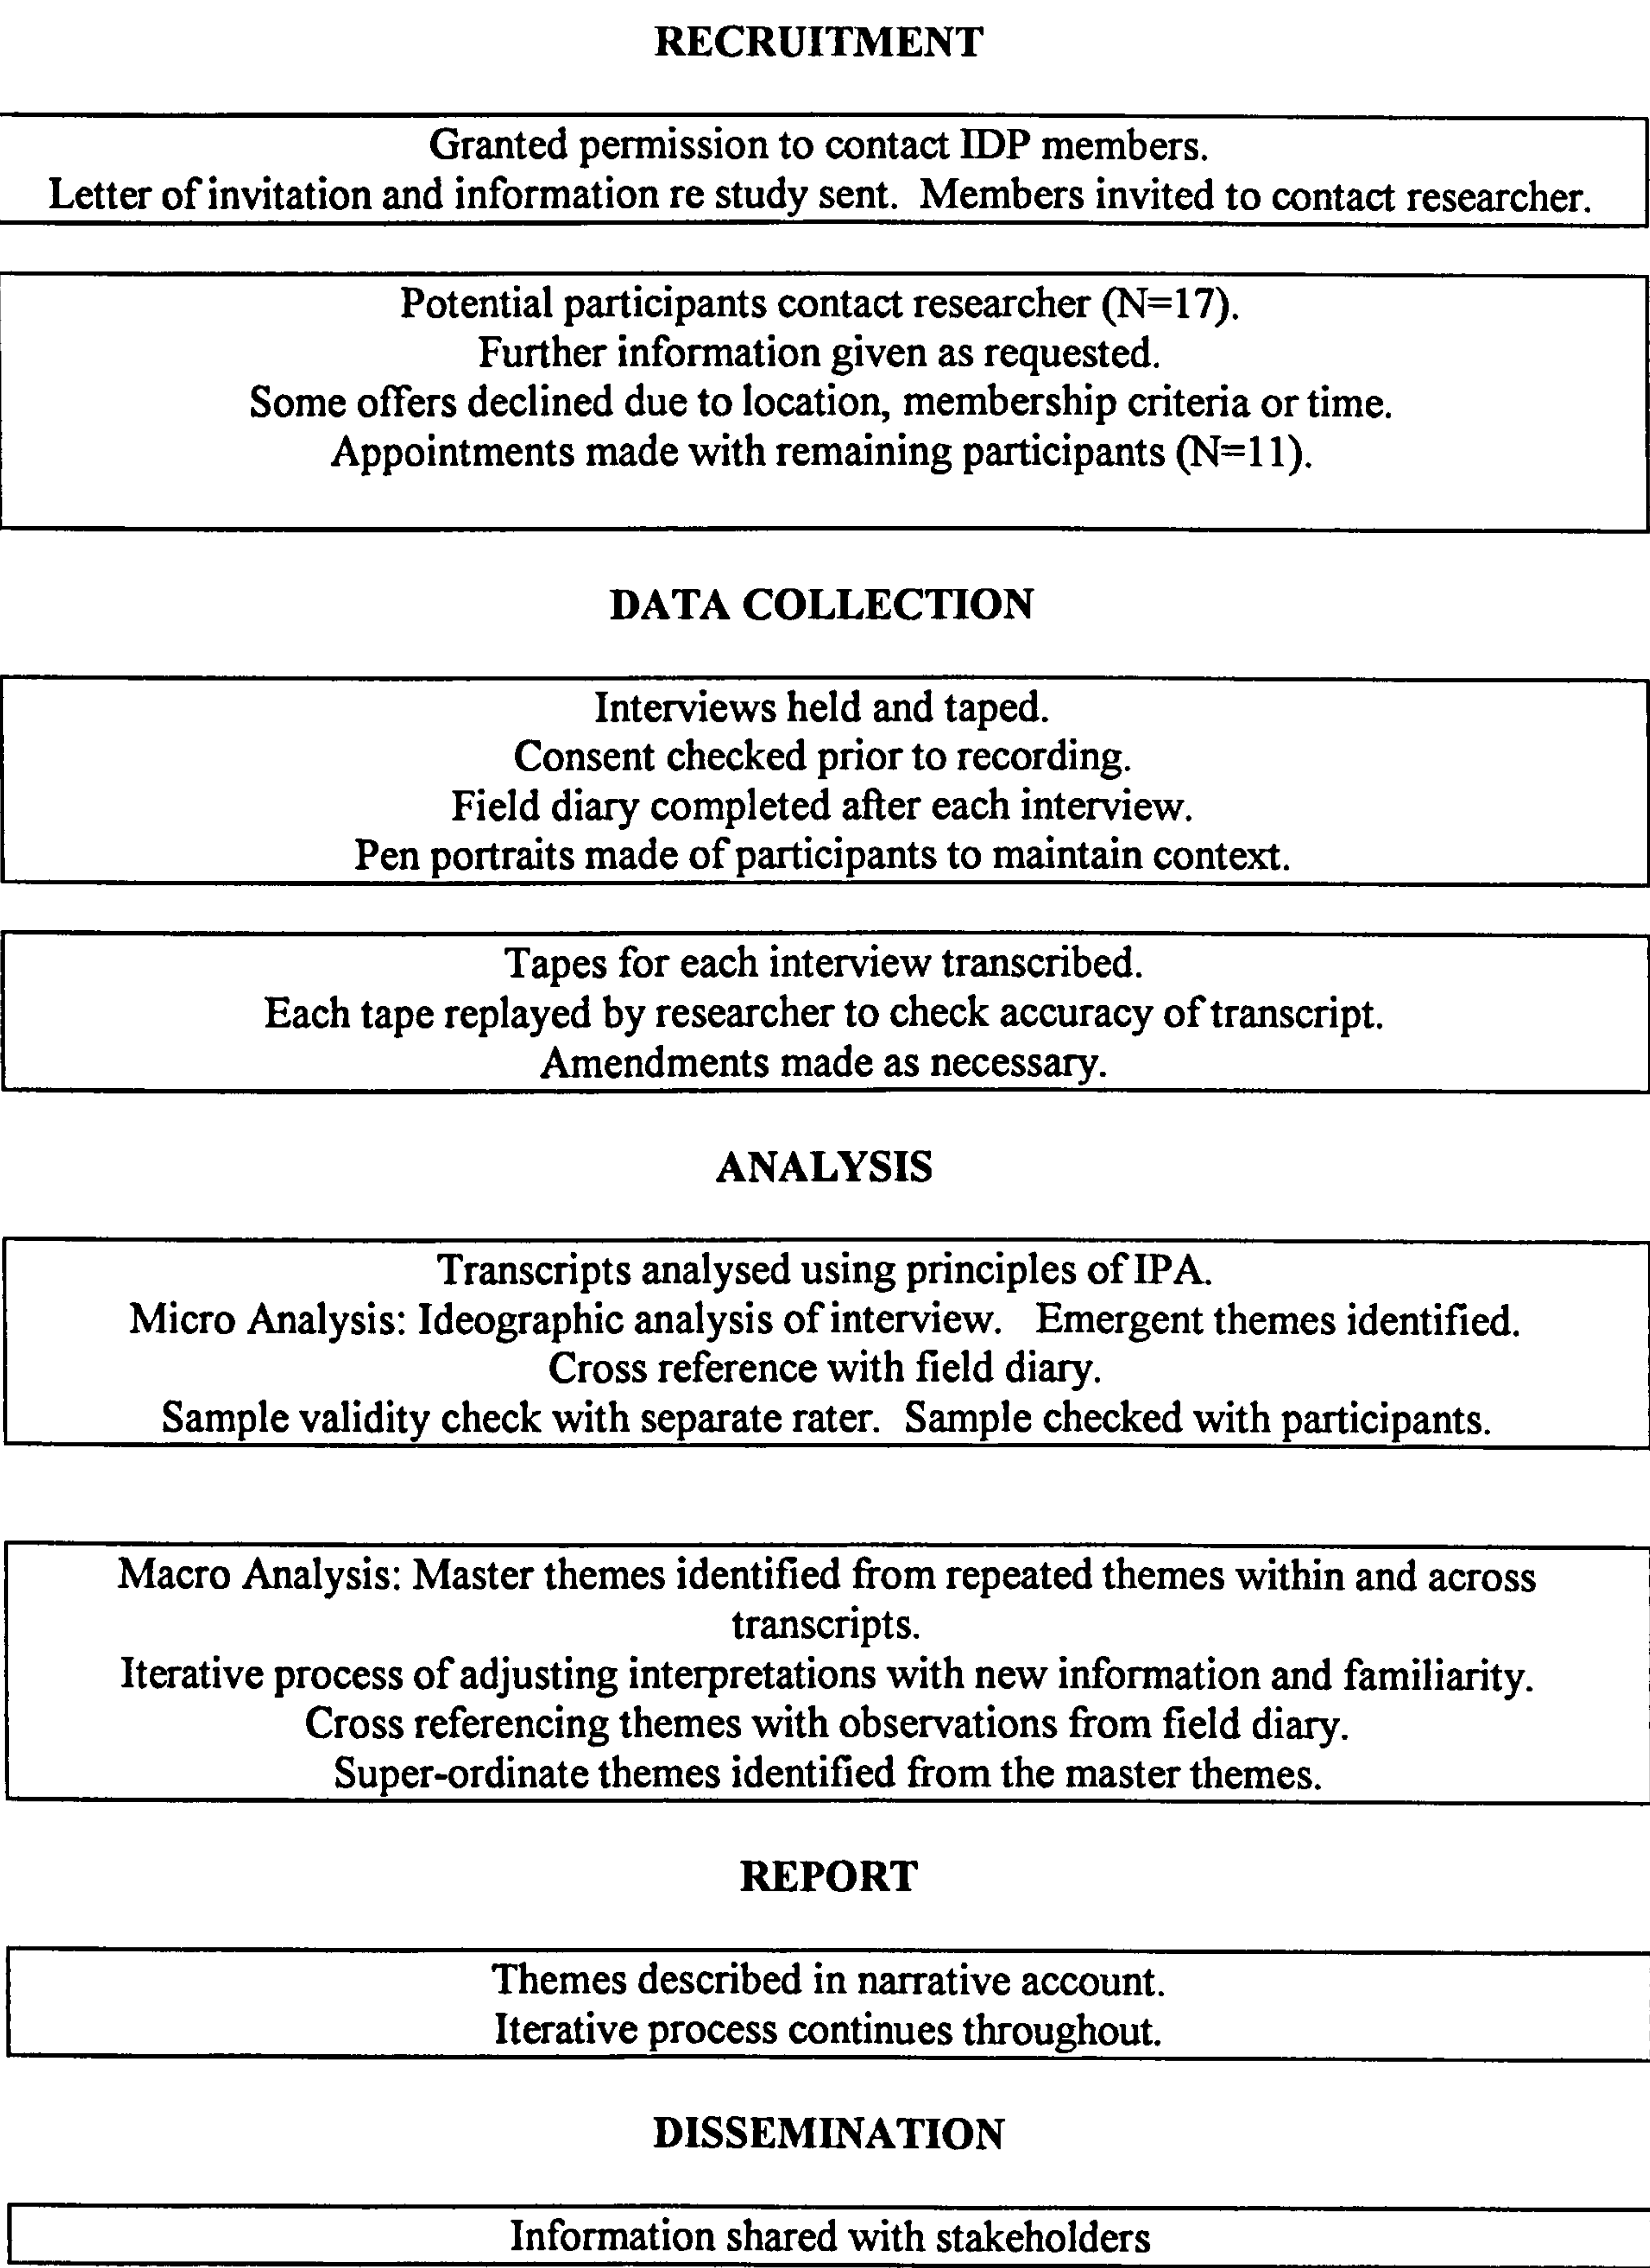 RECRUITMENT
Granted permission to contact IDP members.
Letter of invitation and information re study sent. Members invited to contact researcher.
Potential participants contact researcher (N=17).
Further information given as requested.
Some offers declined due to location, membership criteria or time.
Appointments made with remaining participants (N=11).
DATA COLLECTION
Interviews held and taped.
Consent checked prior to recording.
Field diary completed after each interview.
Pen portraits made of participants to maintain context.
Tapes for each interview transcribed.
Each tape replayed by researcher to check accuracy of transcript.
Amendments made as necessary.
ANALYSIS
Transcripts analysed using principles of IPA.
Micro Analysis: Ideographic analysis of interview. Emergent themes identified.
Cross reference with field diary.
Sample validity check with separate rater. Sample checked with participants.
Macro Analysis: Master themes identified from repeated themes within and across
transcripts.
Iterative process of adjusting interpretations with new information and familiarity.
Cross referencing themes with observations from field diary.
Super-ordinate themes identified from the master themes.
REPORT
Themes described in narrative account.
Iterative process continues throughout.
DISSEMINATION
Information shared with stakeholders